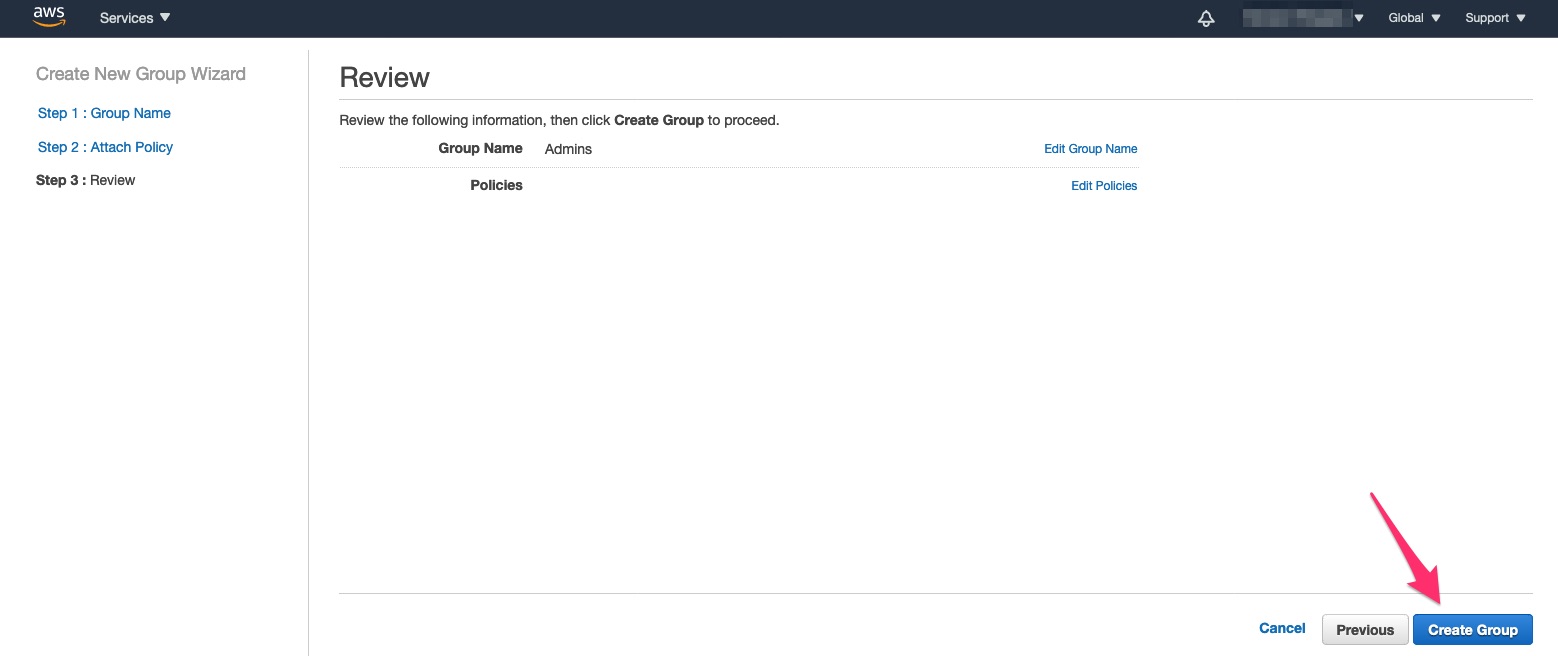 aws Services Global Support
Create New Group Wizard
Step 1 : Group Name
Step 2 : Attach Policy
Step 3 : Review
Review
Review the following information, then click Create Group to proceed.
Group Name Admins Edit Group Name
Policies Edit Policies
Cancel Previous Create Group